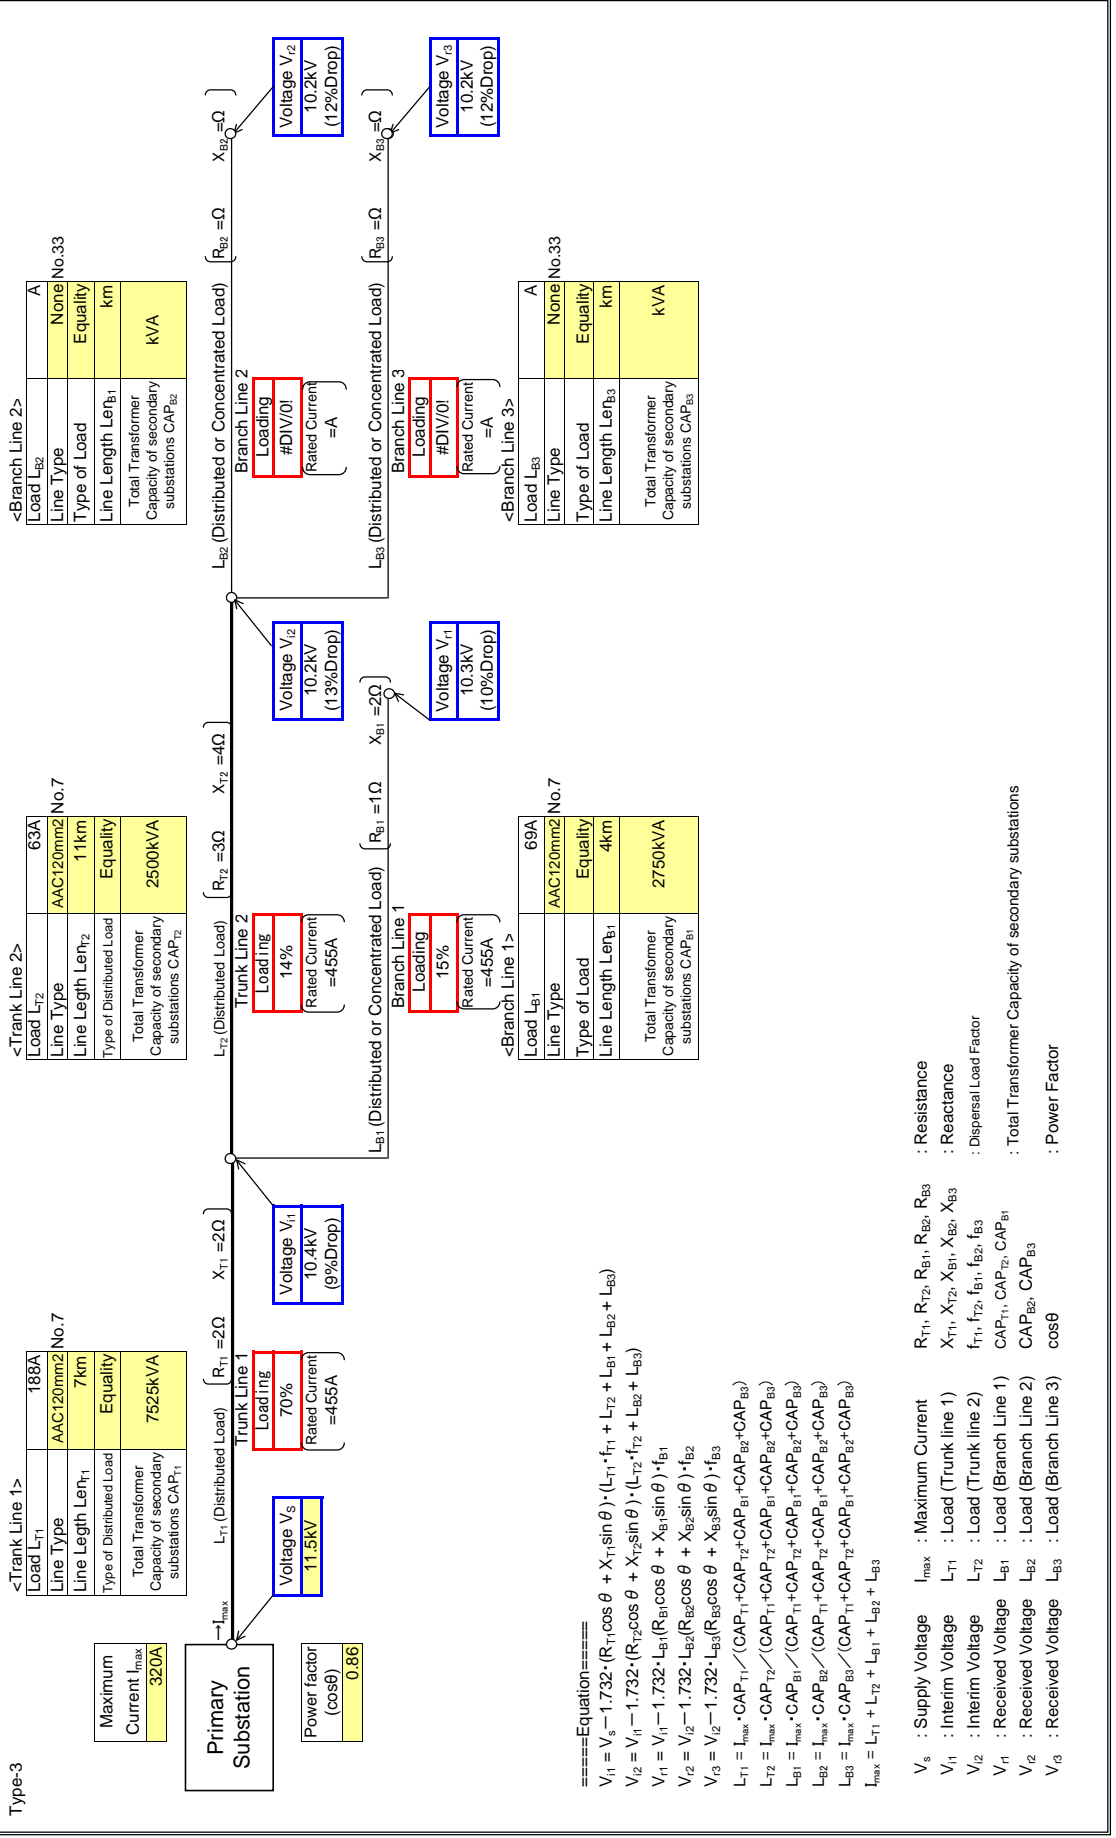 Type-3
Maximum
Current Imax
320A
Primary
Substation
Power factor
(cosθ)
0.86
→Imax
Voltage VS
11.5kV
<Trank Line 1>
Load LT1 188A
Line Type AAC120mm2 No.7
Line Length LenT1 7km
Type of Distributed Load Equality
Total Transformer
Capacity of secondary
substations CAPT1
7525kVA
LT1 (Distributed Load) RT1 =2Ω XT1 =2Ω
Trunk Line 1
Loading
70%
Rated Current
=455A
Voltage Vi1
10.4kV
(9%Drop)
<Trank Line 2>
Load LT2 63A
Line Type AAC120mm2 No.7
Line Legth LenT2 11km
Type of Distributed Load Equality
Total Transformer
Capacity of secondary
substations CAPT2
2500kVA
LT2 (Distributed Load) RT2 =3Ω XT2 =4Ω
Trunk Line 2
Loading
14%
Rated Current
=455A
Voltage Vi2
10.2kV
(13%Drop)
LB1 (Distributed or Concentrated Load) RB1 =1Ω XB1 =2Ω
Branch Line 1
Loading
15%
Rated Current
=455A
Voltage Vr1
10.3kV
(10%Drop)
<Branch Line 1>
Load LB1 69A
Line Type AAC120mm2 No.7
Type of Load Equality
Line Length LenB1 4km
Total Transformer
Capacity of secondary
substations CAPB1
2750kVA
<Branch Line 2>
Load LB2 A
Line Type None No.33
Type of Load Equality
Line Length LenB1 km
Total Transformer
Capacity of secondary
substations CAPB2
kVA
LB2 (Distributed or Concentrated Load) RB2 =Ω XB2 =Ω
Branch Line 2
Loading
#DIV/0!
Rated Current
=A
Voltage Vr2
10.2kV
(12%Drop)
LB3 (Distributed or Concentrated Load) RB3 =Ω XB3 =Ω
Branch Line 3
Loading
#DIV/0!
Rated Current
=A
Voltage Vr3
10.2kV
(12%Drop)
<Branch Line 3>
Load LB3 A
Line Type None No.33
Type of Load Equality
Line Length LenB3 km
Total Transformer
Capacity of secondary
substations CAPB3
kVA
=====Equation=====
Vi1 = Vs－1.732･(RT1cos θ + XT1sin θ)･(LT1･fT1 + LT2 + LB1 + LB2 + LB3)
Vi2 = Vi1－1.732･(RT2cos θ + XT2sin θ)･(LT2･fT2 + LB2 + LB3)
Vr1 = Vi1－1.732･LB1(RB1cos θ + XB1sin θ)･fB1
Vr2 = Vi2－1.732･LB2(RB2cos θ + XB2sin θ)･fB2
Vr3 = Vi2－1.732･LB3(RB3cos θ + XB3sin θ)･fB3
LT1 = Imax･CAPT1／(CAPT1+CAPT2+CAPB1+CAPB2+CAPB3)
LT2 = Imax･CAPT2／(CAPT1+CAPT2+CAPB1+CAPB2+CAPB3)
LB1 = Imax･CAPB1／(CAPT1+CAPT2+CAPB1+CAPB2+CAPB3)
LB2 = Imax･CAPB2／(CAPT1+CAPT2+CAPB1+CAPB2+CAPB3)
LB3 = Imax･CAPB3／(CAPT1+CAPT2+CAPB1+CAPB2+CAPB3)
Imax = LT1 + LT2 + LB1 + LB2 + LB3
Vs : Supply Voltage Imax : Maximum Current RT1, RT2, RB1, RB2, RB3 : Resistance
Vi1 : Interim Voltage LT1 : Load (Trunk line 1) XT1, XT2, XB1, XB2, XB3 : Reactance
Vi2 : Interim Voltage LT2 : Load (Trunk line 2) fT1, fT2, fB1, fB2, fB3 : Dispersal Load Factor
Vr1 : Received Voltage LB1 : Load (Branch Line 1) CAPT1, CAPT2, CAPB1 : Total Transformer Capacity of secondary substations
Vr2 : Received Voltage LB2 : Load (Branch Line 2) CAPB2, CAPB3
Vr3 : Received Voltage LB3 : Load (Branch Line 3) cosθ : Power Factor